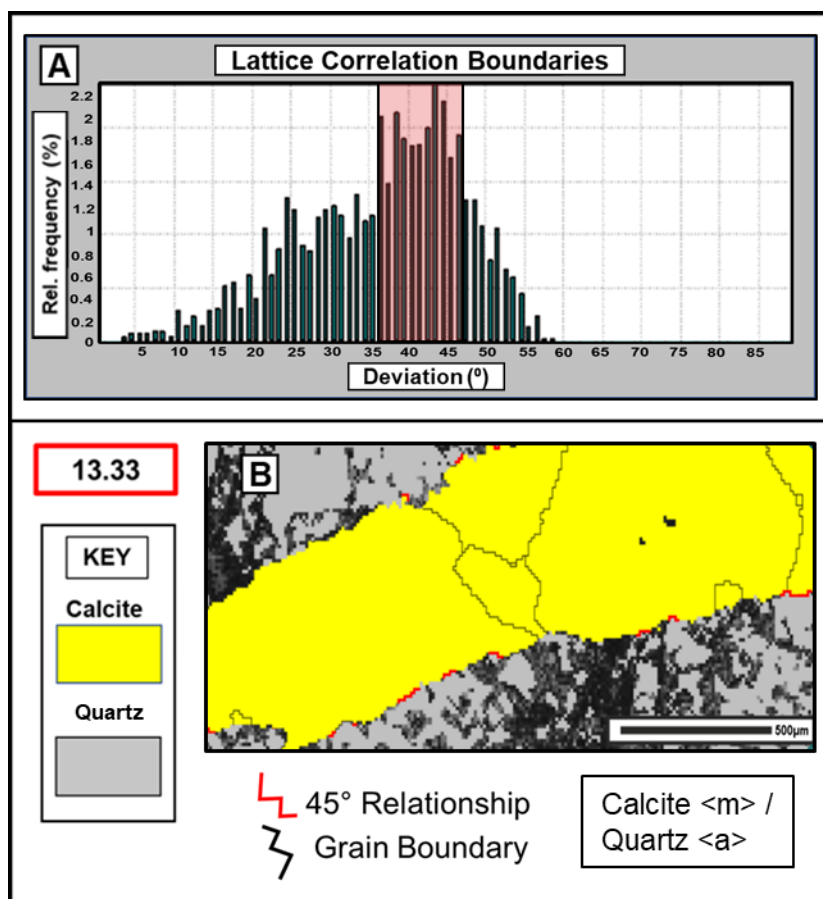 A
Lattice Correlation Boundaries
Rel. frequency (%)
2.2
2
1.8
1.6
1.4
1.2
1
0.8
0.6
0.4
0.2
0
5 10 15 20 25 30 35 40 45 50 55 60 65 70 75 80 85
Deviation (º)
13.33
KEY
Calcite
Quartz
B
500µm
45° Relationship
Grain Boundary
Calcite <m> /
Quartz <a>